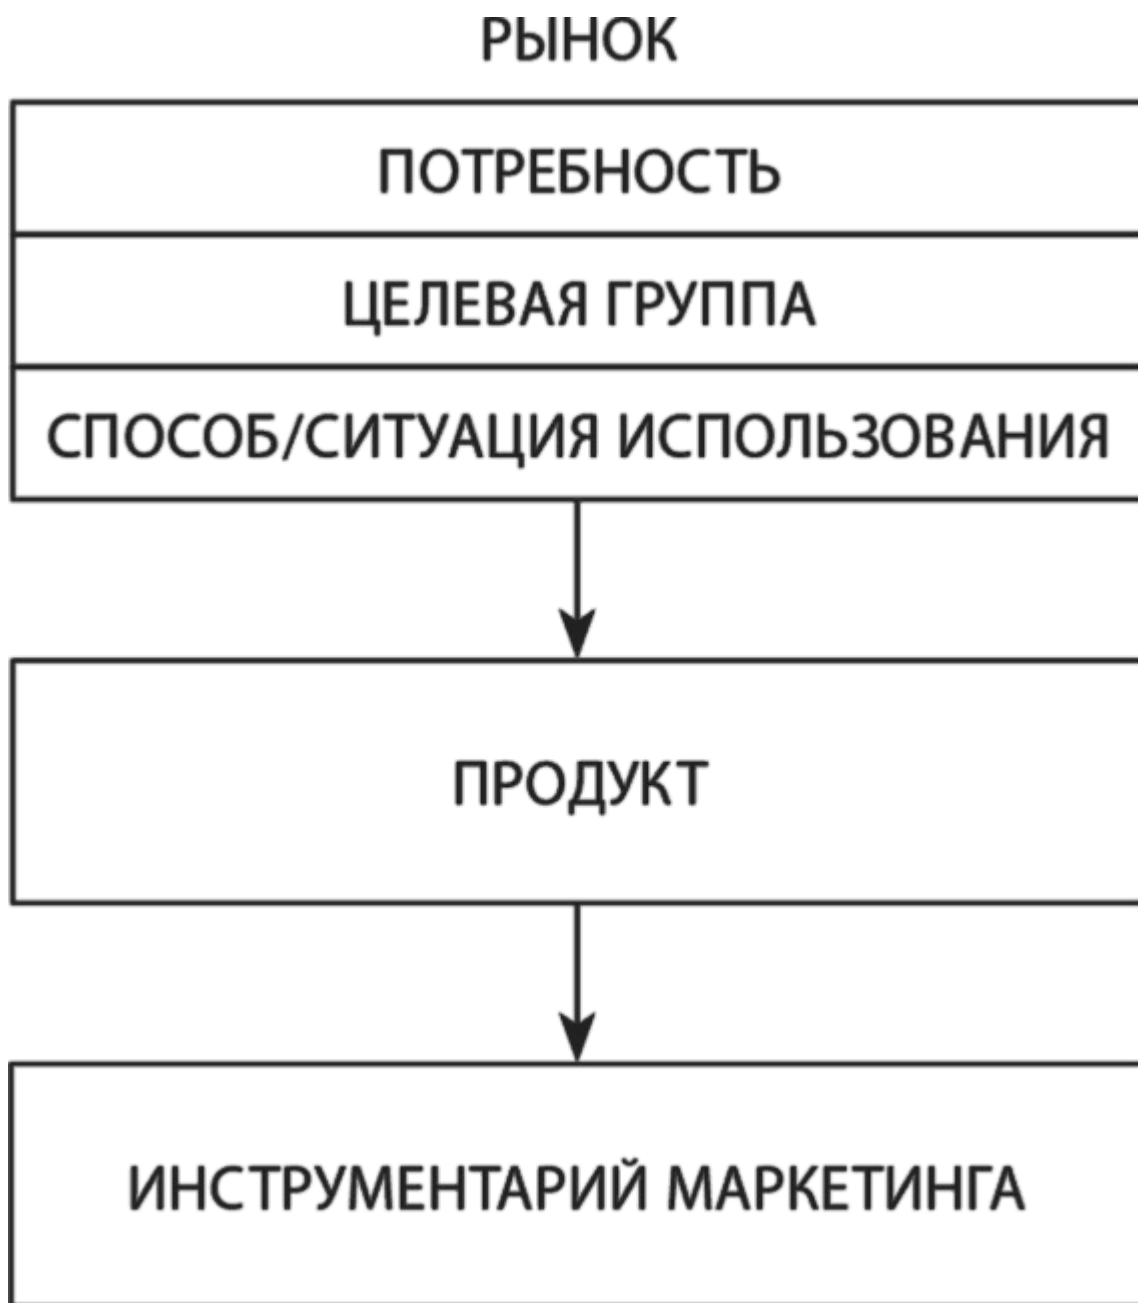 РЫНОК
ПОТРЕБНОСТЬ
ЦЕЛЕВАЯ ГРУППА
СПОСОБ/СИТУАЦИЯ ИСПОЛЬЗОВАНИЯ
ПРОДУКТ
ИНСТРУМЕНТАРИЙ МАРКЕТИНГА